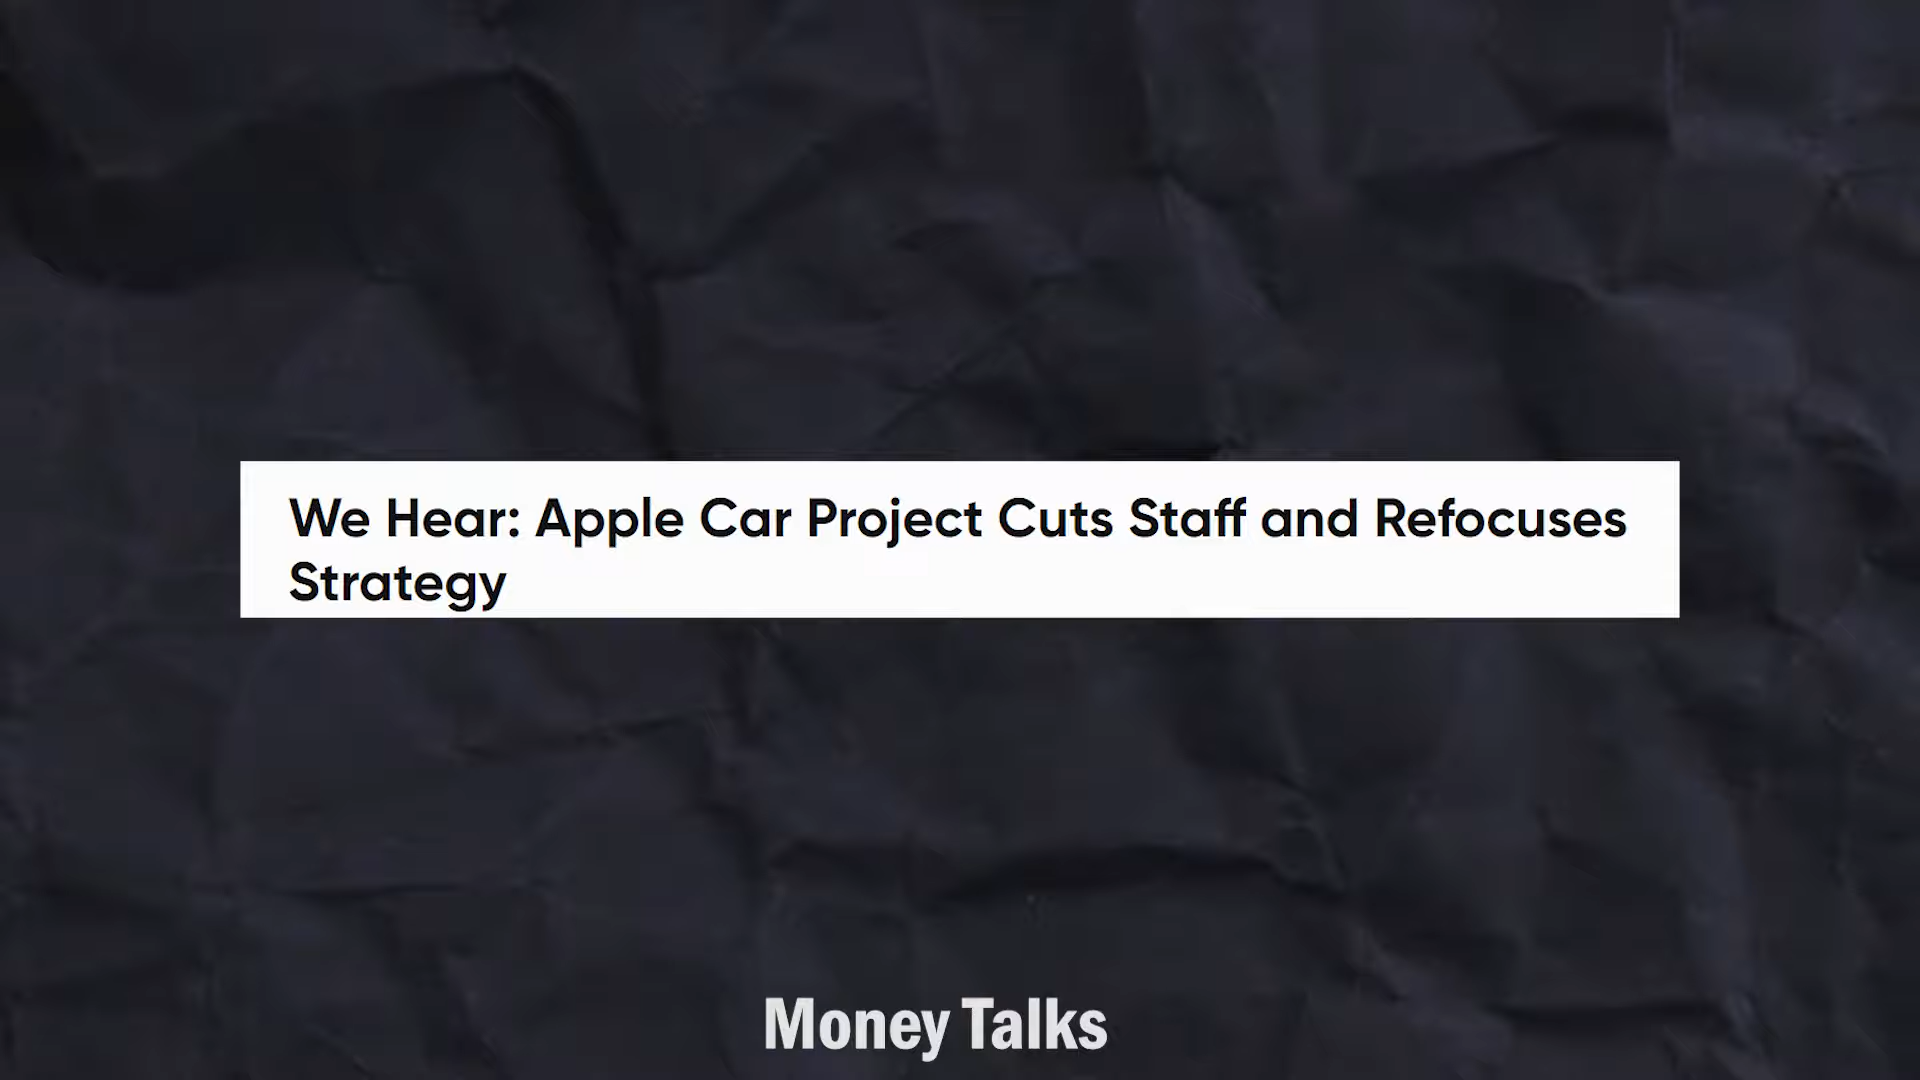 We Hear: Apple Car Project Cuts Staff and Refocuses
Strategy
Money Talks